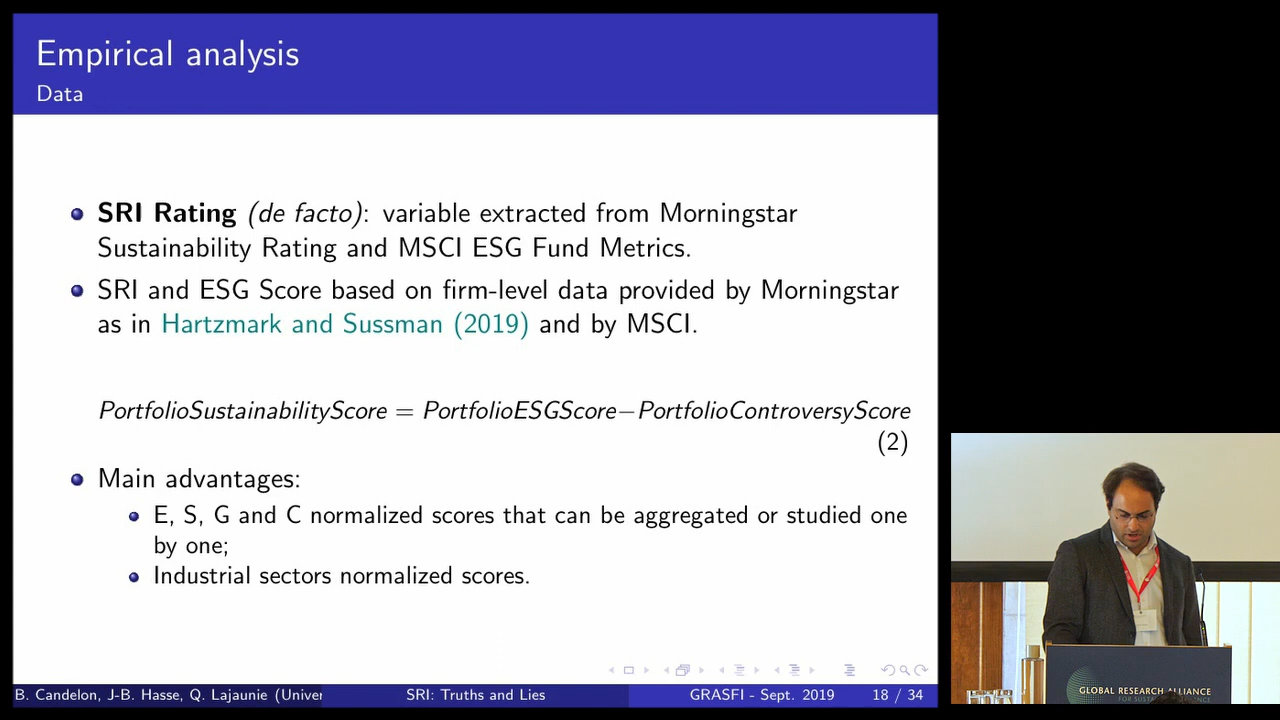 Empirical analysis
Data
SRI Rating (de facto): variable extracted from Morningstar
Sustainability Rating and MSCI ESG Fund Metrics.
SRI and ESG Score based on firm-level data provided by Morningstar
as in Hartzmark and Sussman (2019) and by MSCI.
PortfolioSustainabilityScore = PortfolioESGScore−PortfolioControversyScore
(2)
Main advantages:
E, S, G and C normalized scores that can be aggregated or studied one
by one;
Industrial sectors normalized scores.
B. Candelon, J-B. Hasse, Q. Lajaunie (Univer
SRI: Truths and Lies
GRASFI - Sept. 2019
18 / 34
GLOBAL RESEARCH ALLIANCE
FOR